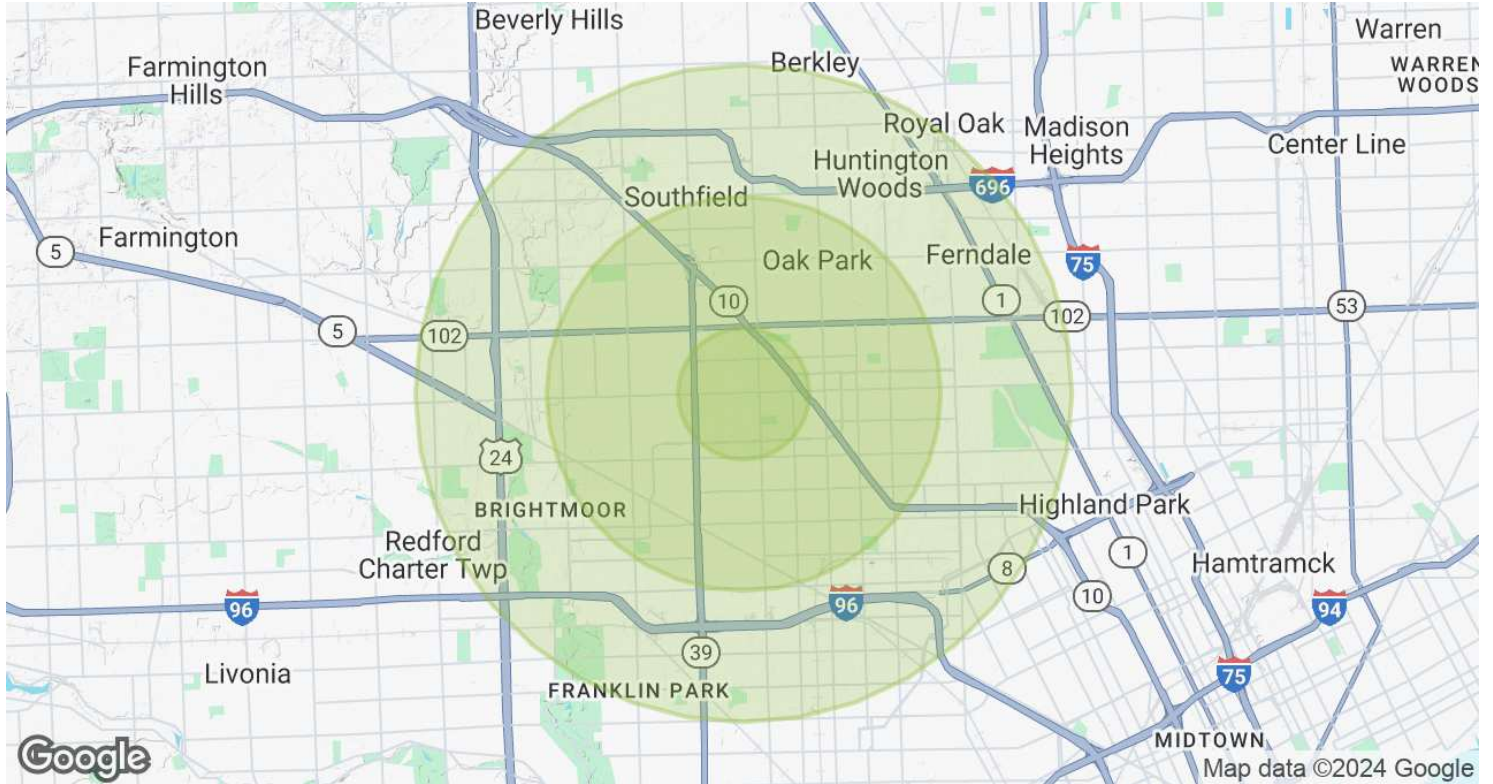 Beverly Hills
Warren
Farmington
Hills
Berkley
WARREN
WOODS
Royal Oak
Madison
Heights
Center Line
Huntington
Woods
696
Southfield
5
Farmington
Oak Park
Ferndale
75
10
1
102
53
5
102
24
BRIGHTMOOR
Highland Park
Redford
Charter Twp
1
Hamtramck
8
96
96
10
94
39
Livonia
75
FRANKLIN PARK
MIDTOWN
Google
Map data ©2024 Google